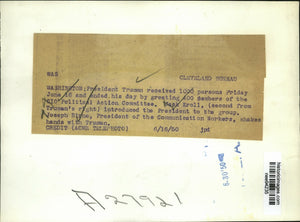 WAS CLEVELAND BUREAU
WASHINGTON: President Truman received 1000 persons Friday
June 16 and ended his day by greeting 400 members of the
CIO Political Action Committee. Jack Kroll, (second from
Truman's right) introduced the President to the group.
Joseph Birne, President of the Communication Workers, shakes
hands with Truman.
CREDIT (ACME TELEPHOTO) 6/16/50 jpi
A27921